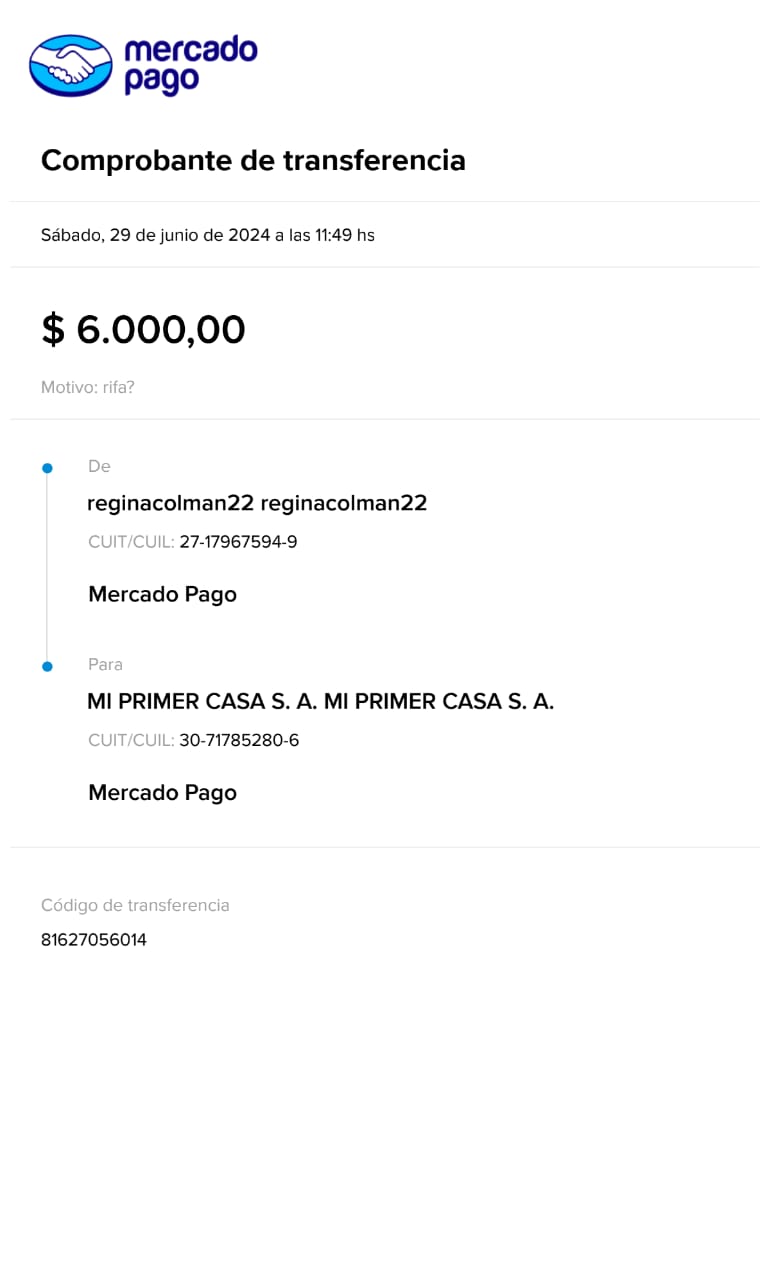 mercado
pago
Comprobante de transferencia
Sábado, 29 de junio de 2024 a las 11:49 hs
$ 6.000,00
Motivo: rifa?
De
reginacolman22 reginacolman22
CUIT/CUIL: 27-17967594-9
Mercado Pago
Para
MI PRIMER CASA S. A. MI PRIMER CASA S. A.
CUIT/CUIL: 30-71785280-6
Mercado Pago
Código de transferencia
81627056014